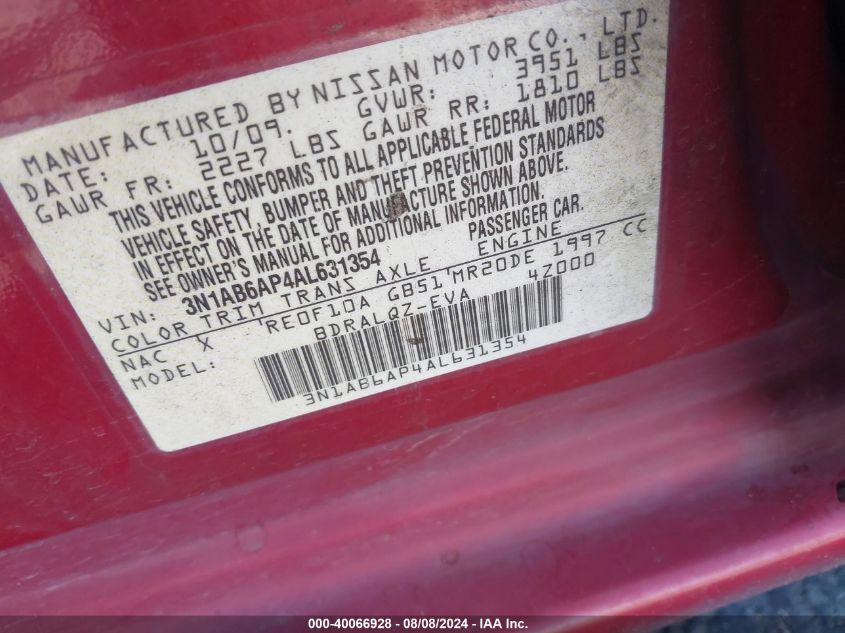 MANUFACTURED BY NISSAN MOTOR CO., LTD.
DATE: 10/09. GVWR: 3951 LBS
GAWR FR: 2227 LBS GAWR RR: 1810 LBS
THIS VEHICLE CONFORMS TO ALL APPLICABLE FEDERAL MOTOR
VEHICLE SAFETY, BUMPER AND THEFT PREVENTION STANDARDS
IN EFFECT ON THE DATE OF MANUFACTURE SHOWN ABOVE.
SEE OWNER'S MANUAL FOR ADDITIONAL INFORMATION.
VIN: 3N1AB6AP4AL631354 PASSENGER CAR.
COLOR TRIM TRANS AXLE ENGINE
NAC X RE0F10A GB51 MR20DE 1997 CC
MODEL: BDRALQZ-EVA 4Z000
3N1AB6AP4AL631354
000-40066928 - 08/08/2024 - IAA Inc.